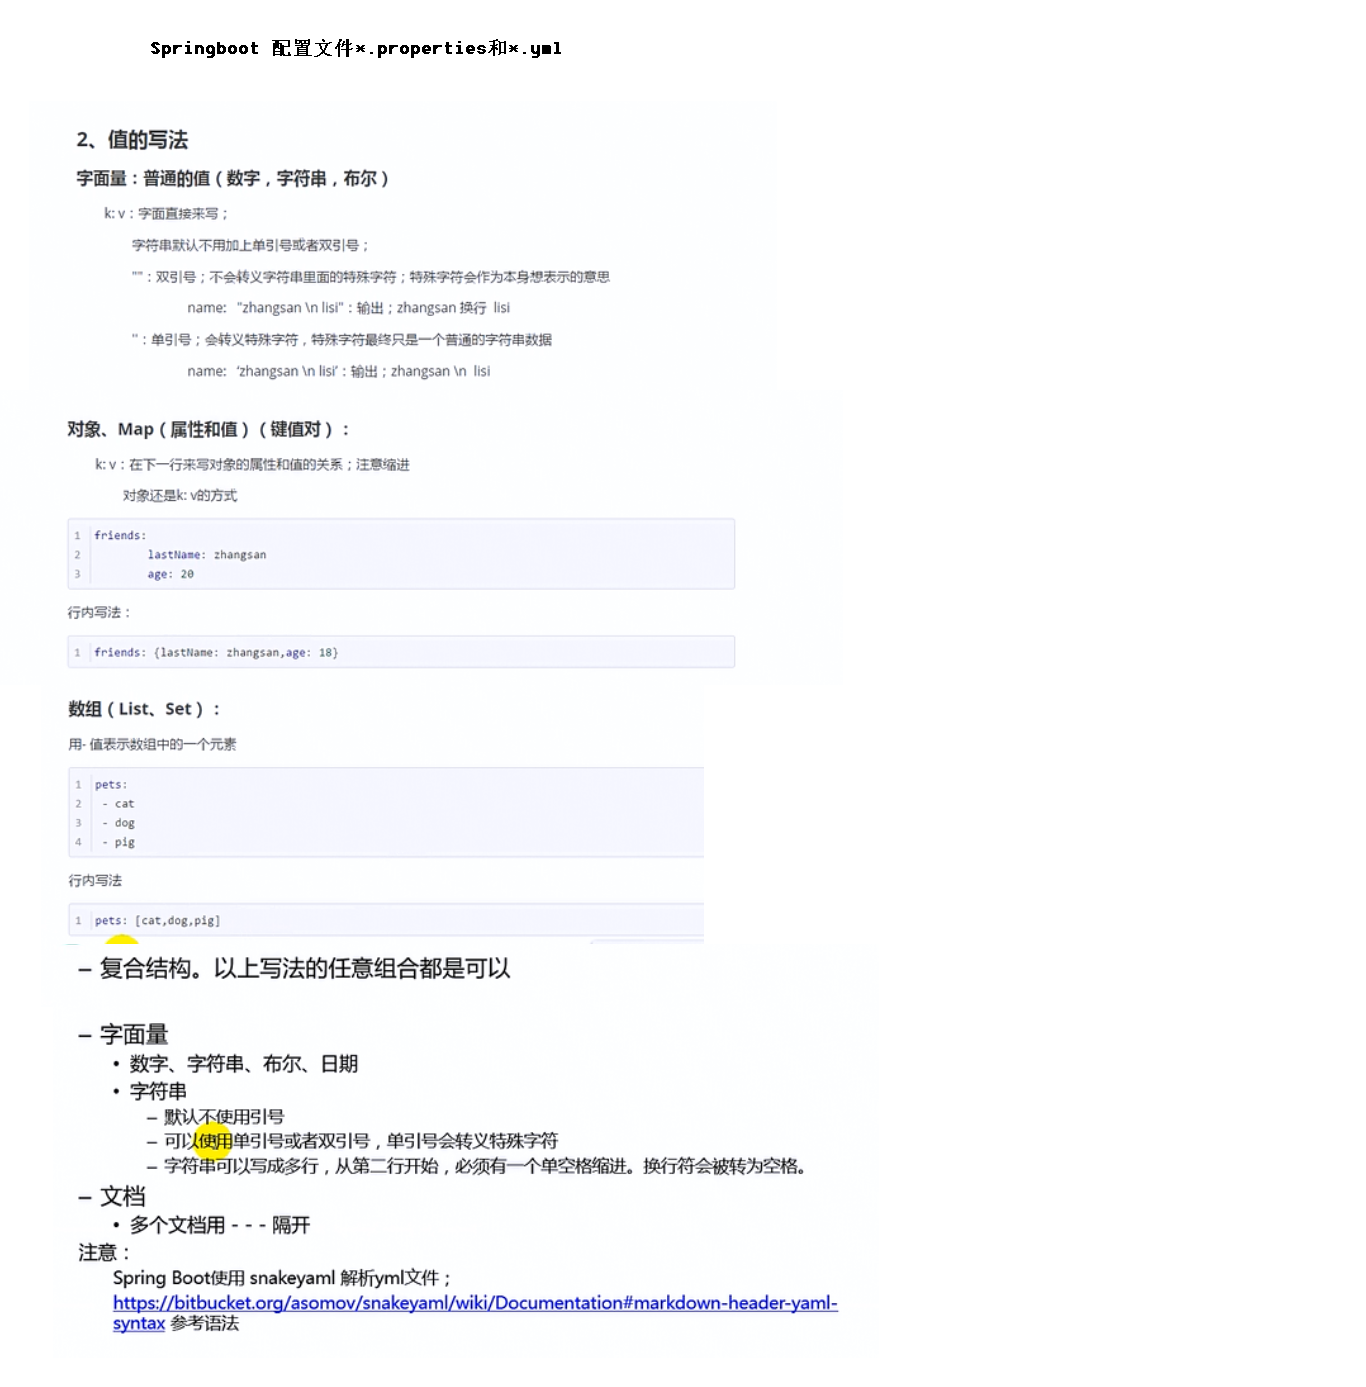 Springboot 配置文件*.properties和*.yml
2、值的写法
字面量：普通的值（数字，字符串，布尔）
k: v：字面直接来写；
字符串默认不用加上单引号或者双引号；
""：双引号；不会转义字符串里面的特殊字符；特殊字符会作为本身想表示的意思
name: "zhangsan \n lisi"：输出；zhangsan 换行 lisi
''：单引号；会转义特殊字符，特殊字符最终只是一个普通的字符串数据
name: ‘zhangsan \n lisi’：输出；zhangsan \n lisi
对象、Map（属性和值）（键值对）：
k: v：在下一行来写对象的属性和值的关系；注意缩进
对象还是k: v的方式
1 friends:
2 lastName: zhangsan
3 age: 20
行内写法：
1 friends: {lastName: zhangsan,age: 18}
数组（List、Set）：
用- 值表示数组中的一个元素
1 pets:
2 - cat
3 - dog
4 - pig
行内写法
1 pets: [cat,dog,pig]
– 复合结构。以上写法的任意组合都是可以
– 字面量
• 数字、字符串、布尔、日期
• 字符串
– 默认不使用引号
– 可以使用单引号或者双引号，单引号会转义特殊字符
– 字符串可以写成多行，从第二行开始，必须有一个单空格缩进。换行符会被转为空格。
– 文档
• 多个文档用 - - - 隔开
注意：
Spring Boot使用 snakeyaml 解析yml文件；
https://bitbucket.org/asomov/snakeyaml/wiki/Documentation#markdown-header-yaml-
syntax 参考语法